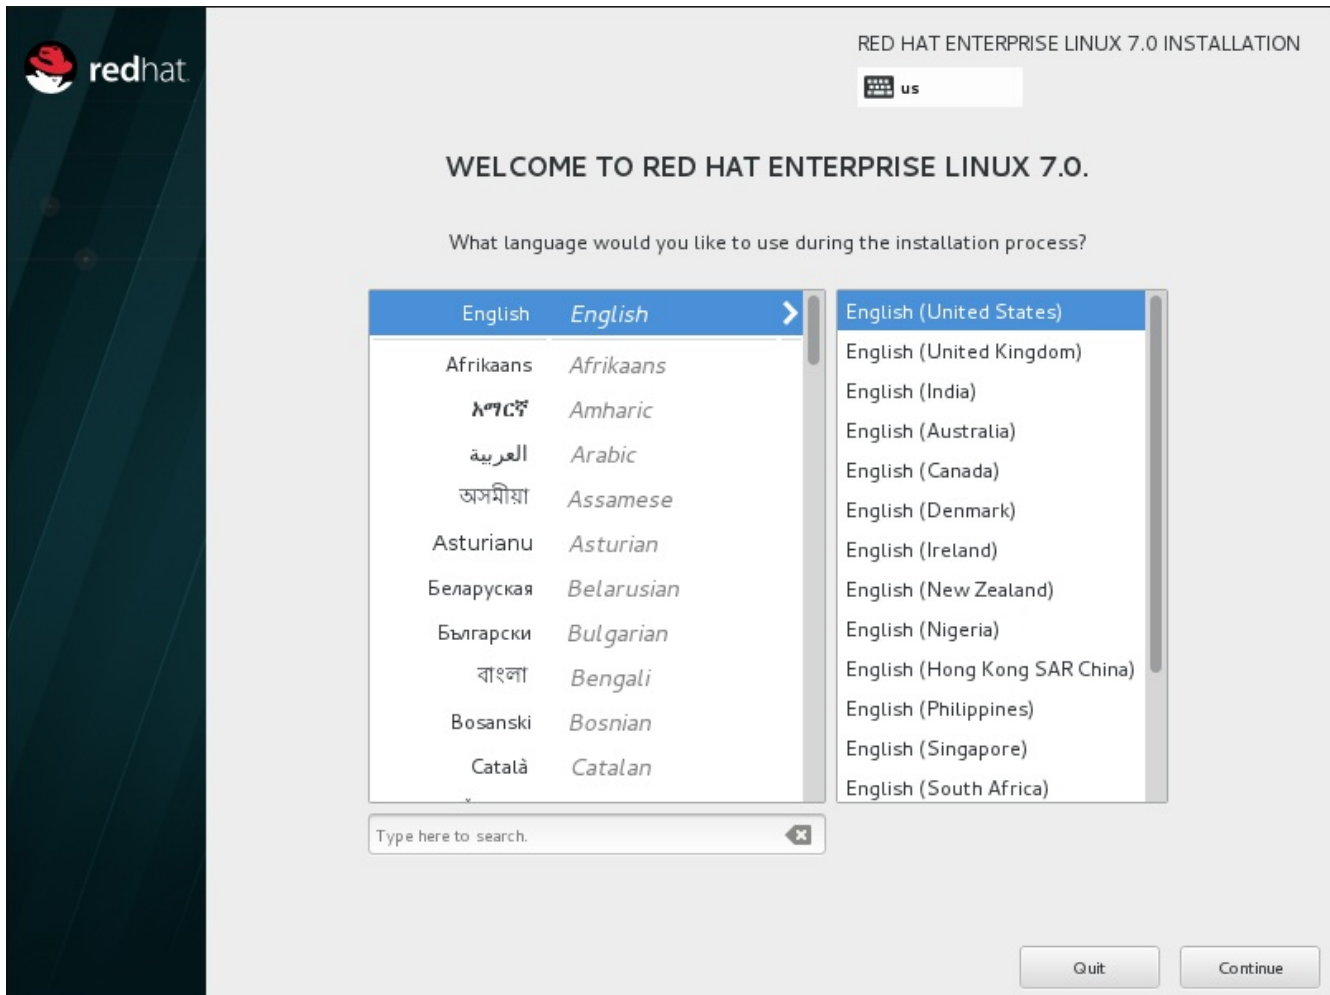 redhat.
RED HAT ENTERPRISE LINUX 7.0 INSTALLATION
us
WELCOME TO RED HAT ENTERPRISE LINUX 7.0.
What language would you like to use during the installation process?
English English
Afrikaans Afrikaans
አማርኛ Amharic
العربية Arabic
অসমীয়া Assamese
Asturianu Asturian
Беларуская Belarusian
Български Bulgarian
বাংলা Bengali
Bosanski Bosnian
Català Catalan
English (United States)
English (United Kingdom)
English (India)
English (Australia)
English (Canada)
English (Denmark)
English (Ireland)
English (New Zealand)
English (Nigeria)
English (Hong Kong SAR China)
English (Philippines)
English (Singapore)
English (South Africa)
Type here to search.
Quit Continue